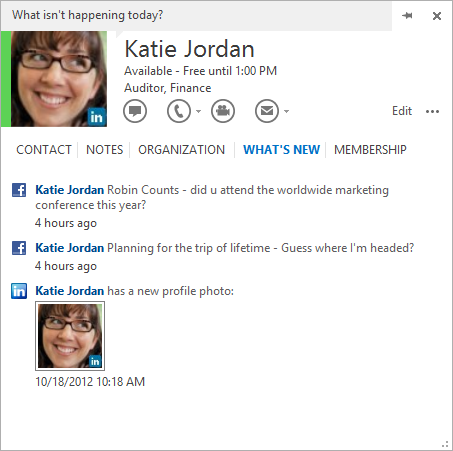 What isn't happening today?
Katie Jordan
Available - Free until 1:00 PM
Auditor, Finance
in
Edit
CONTACT NOTES ORGANIZATION WHAT'S NEW MEMBERSHIP
f Katie Jordan Robin Counts - did u attend the worldwide marketing
conference this year?
4 hours ago
f Katie Jordan Planning for the trip of lifetime - Guess where I'm headed?
4 hours ago
in Katie Jordan has a new profile photo:
in
10/18/2012 10:18 AM